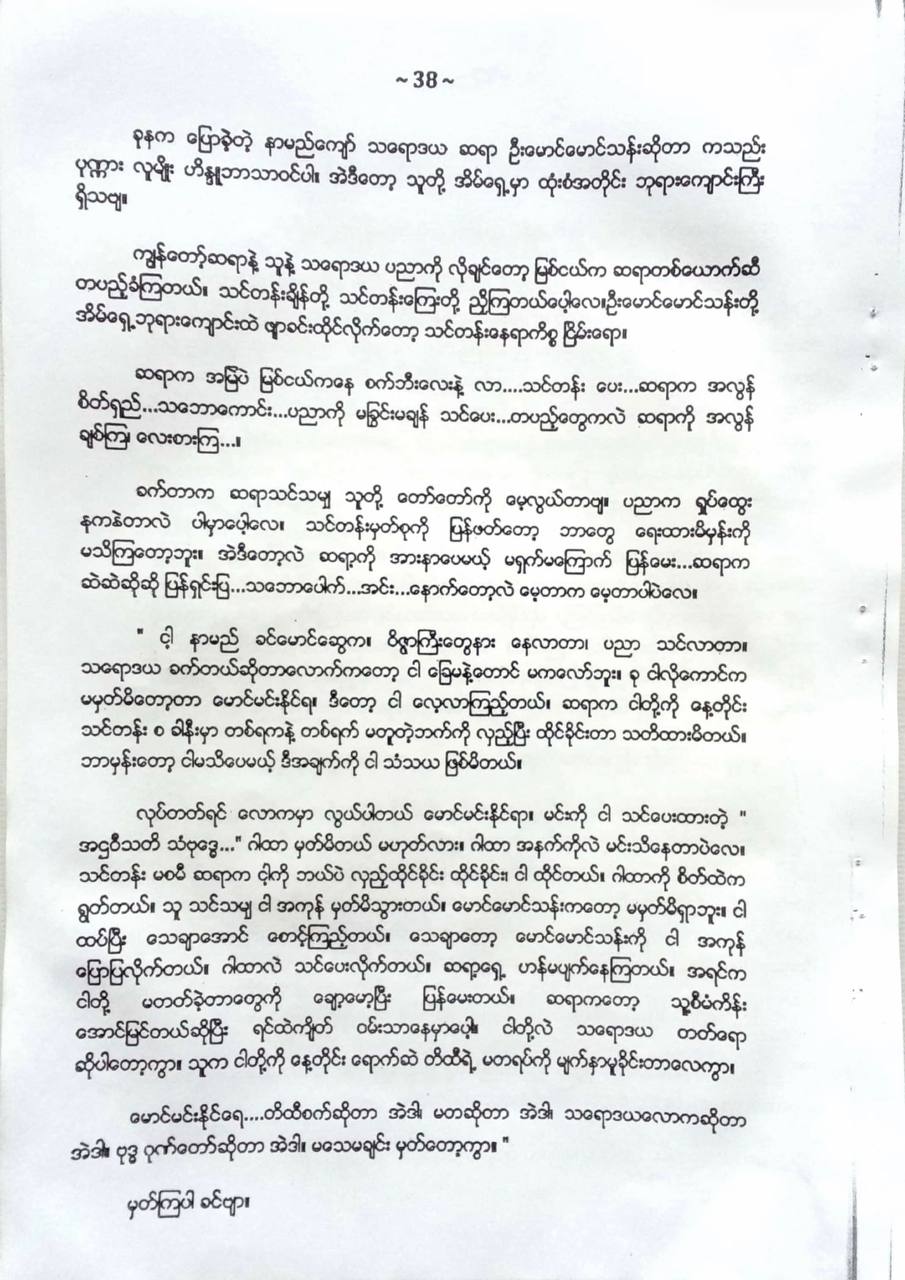 ~ 38 ~
ခုနက ပြောခဲ့တဲ့ နာမည်ကျော် သရောဒယ ဆရာ ဦးမောင်မောင်သန်းဆိုတာ ကသည်း
ပုဏ္ဏား လူမျိုး ဟိန္ဒူဘာသာဝင်ပါ။ အဲဒီတော့ သူတို့ အိမ်ရှေ့မှာ ထုံးစံအတိုင်း ဘုရားကျောင်းကြီး
ရှိသဗျ။
ကျွန်တော့်ဆရာနဲ့ သူနဲ့ သရောဒယ ပညာကို လိုချင်တော့ မြစ်ငယ်က ဆရာတစ်ယောက်ဆီ
တပည့်ခံကြတယ်။ သင်တန်းချိန်တို့ သင်တန်းကြေးတို့ ညှိကြတယ်ပေါ့လေ။ဦးမောင်မောင်သန်းတို့
အိမ်ရှေ့ဘုရားကျောင်းထဲ ဖျာခင်းထိုင်လိုက်တော့ သင်တန်းနေရာကိစ္စ ငြိမ်းရော။
ဆရာက အမြဲပဲ မြစ်ငယ်ကနေ စက်ဘီးလေးနဲ့ လာ....သင်တန်း ပေး...ဆရာက အလွန်
စိတ်ရှည်...သဘောကောင်း...ပညာကို မခြွင်းမချန် သင်ပေး...တပည့်တွေကလဲ ဆရာကို အလွန်
ချစ်ကြ၊ လေးစားကြ...။
ခက်တာက ဆရာသင်သမျှ သူတို့ တော်တော်ကို မေ့လွယ်တာဗျ။ ပညာက ရှုပ်ထွေး
နက်နဲတာလဲ ပါမှာပေါ့လေ။ သင်တန်းမှတ်စုကို ပြန်ဖတ်တော့ ဘာတွေ ရေးထားမိမှန်းကို
မသိကြတော့ဘူး။ အဲဒီတော့လဲ ဆရာ့ကို အားနာပေမယ့် မရှက်မကြောက် ပြန်မေး...ဆရာက
ဆဲဆဲဆိုဆို ပြန်ရှင်းပြ...သဘောပေါက်...အင်း...နောက်တော့လဲ မေ့တာက မေ့တာပါပဲလေ။
" ငါ့ နာမည် ခင်မောင်ဆွေက။ ဝိဇ္ဇာကြီးတွေနား နေလာတာ၊ ပညာ သင်လာတာ။
သရောဒယ ခက်တယ်ဆိုတာလောက်ကတော့ ငါ ခြေမနဲ့တောင် မကလော်ဘူး။ ခု ငါလိုကောင်က
မမှတ်မိတော့တာ မောင်မင်းနိုင်ရ။ ဒီတော့ ငါ လေ့လာကြည့်တယ်။ ဆရာက ငါတို့ကို နေ့တိုင်း
သင်တန်း စ ခါနီးမှာ တစ်ရက်နဲ့ တစ်ရက် မတူတဲ့ဘက်ကို လှည့်ပြီး ထိုင်ခိုင်းတာ သတိထားမိတယ်။
ဘာမှန်းတော့ ငါမသိပေမယ့် ဒီအချက်ကို ငါ သံသယ ဖြစ်မိတယ်။
လုပ်တတ်ရင် လောကမှာ လွယ်ပါတယ် မောင်မင်းနိုင်ရာ။ မင်းကို ငါ သင်ပေးထားတဲ့ "
အဌဝီသတိ သံဗုဒ္ဓေ..." ဂါထာ မှတ်မိတယ် မဟုတ်လား။ ဂါထာ အနက်ကိုလဲ မင်းသိနေတာပဲလေ။
သင်တန်း မစမီ ဆရာက ငါ့ကို ဘယ်ပဲ လှည့်ထိုင်ခိုင်း ထိုင်ခိုင်း၊ ငါ ထိုင်တယ်။ ဂါထာကို စိတ်ထဲက
ရွတ်တယ်။ သူ သင်သမျှ ငါ အကုန် မှတ်မိသွားတယ်။ မောင်မောင်သန်းကတော့ မမှတ်မိရှာဘူး။ ငါ
ထပ်ပြီး သေချာအောင် စောင့်ကြည့်တယ်။ သေချာတော့ မောင်မောင်သန်းကို ငါ အကုန်
ပြောပြလိုက်တယ်။ ဂါထာလဲ သင်ပေးလိုက်တယ်။ ဆရာ့ရှေ့ ဟန်မပျက်နေကြတယ်။ အရင်က
ငါတို့ မတတ်ခဲ့တာတွေကို ချော့မော့ပြီး ပြန်မေးတယ်။ ဆရာကတော့ သူ့စီမံကိန်း
အောင်မြင်တယ်ဆိုပြီး ရင်ထဲကျိတ် ဝမ်းသာနေမှာပေါ့။ ငါတို့လဲ သရောဒယ တတ်ရော
ဆိုပါတော့ကွာ။ သူက ငါတို့ကို နေ့တိုင်း ရောက်ဆဲ တိထီရဲ့ မတရပ်ကို မျက်နှာမူခိုင်းတာလေကွာ။
မောင်မင်းနိုင်ရေ....တိထီစက်ဆိုတာ အဲဒါ၊ မတဆိုတာ အဲဒါ၊ သရောဒယလောကဆိုတာ
အဲဒါ။ ဗုဒ္ဓ ဂုဏ်တော်ဆိုတာ အဲဒါ။ မသေမချင်း မှတ်တော့ကွာ။ "
မှတ်ကြပါ ခင်ဗျာ။